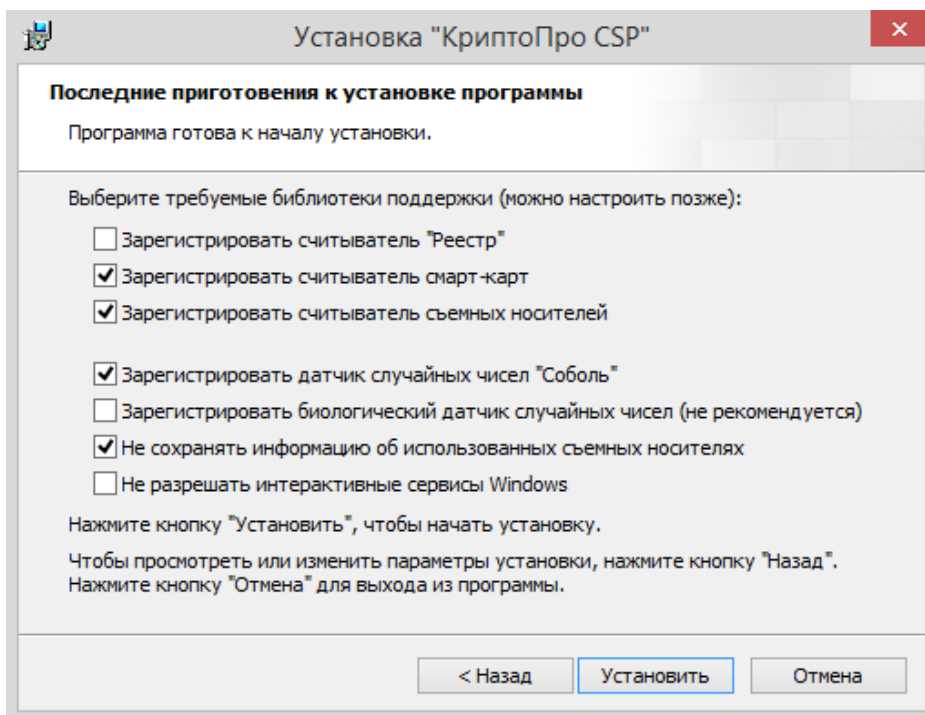 Установка "КриптоПро CSP"
Последние приготовения к установке программы
Программа готова к началу установки.
Выберите требуемые библиотеки поддержки (можно настроить позже):
Зарегистрировать считыватель "Реестр"
Зарегистрировать считыватель смарт-карт
Зарегистрировать считыватель съемных носителей
Зарегистрировать датчик случайных чисел "Соболь"
Зарегистрировать биологический датчик случайных чисел (не рекомендуется)
Не сохранять информацию об использованных съемных носителях
Не разрешать интерактивные сервисы Windows
Нажмите кнопку "Установить", чтобы начать установку.
Чтобы просмотреть или изменить параметры установки, нажмите кнопку "Назад".
Нажмите кнопку "Отмена" для выхода из программы.
< Назад Установить Отмена